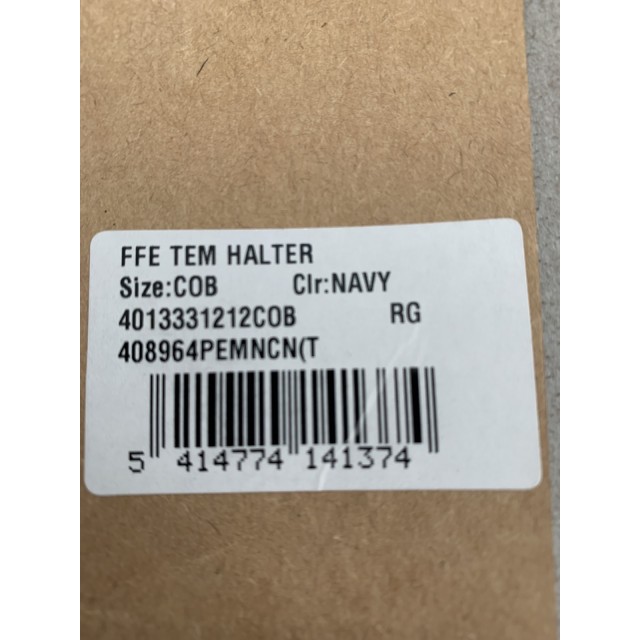 FFE TEM HALTER
Size:COB Clr:NAVY
4013331212COB RG
408964PEMNCN(T
5 414774 141374